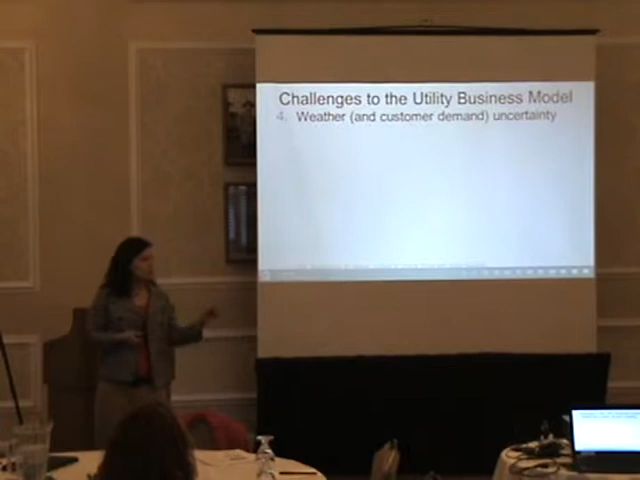 Challenges to the Utility Business Model
4. Weather (and customer demand) uncertainty